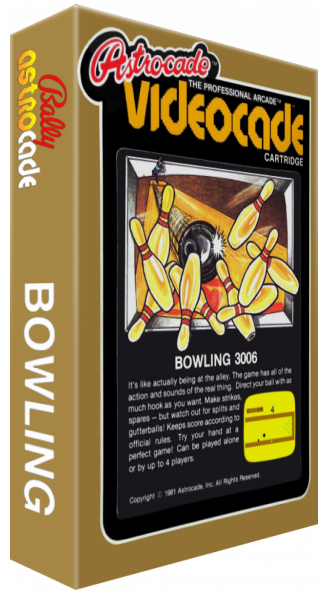 Bally
astrocade
BOWLING
Astrocade™
THE PROFESSIONAL ARCADE™
VIDEOCADE
CARTRIDGE
BOWLING 3006
It's like actually being at the alley. The game has all of the
action and sounds of the real thing. Direct your ball with as
much hook as you want. Make strikes,
spares – but watch out for splits and
gutterballs! Keeps score according to
official rules. Try your hand at a
perfect game! Can be played alone
or by up to 4 players.
4
Copyright © 1981 Astrocade, Inc. All Rights Reserved.